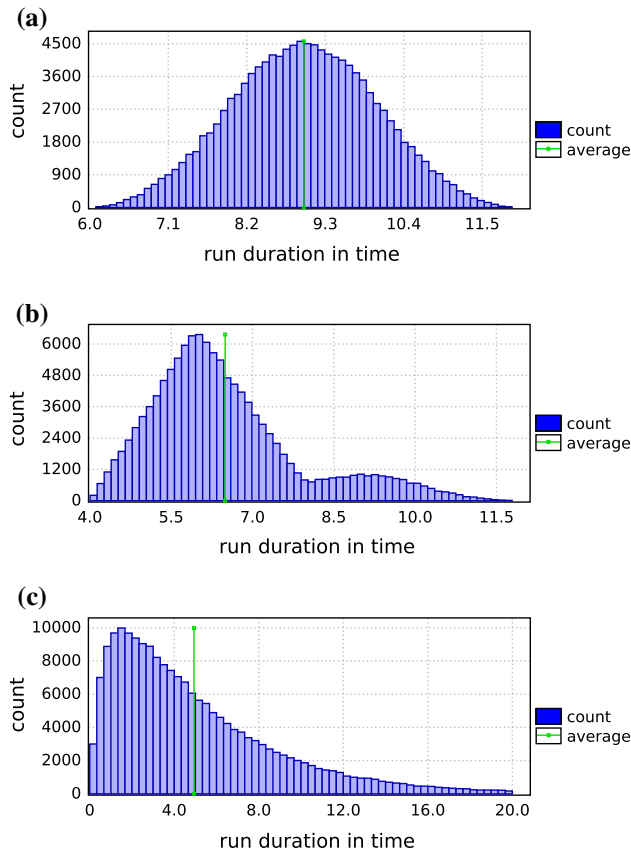 (a)
4500
3600
2700
1800
900
0
6.0 7.1 8.2 9.3 10.4 11.5
count
run duration in time
count
average
(b)
6000
4800
3600
2400
1200
0
4.0 5.5 7.0 8.5 10.0 11.5
count
run duration in time
count
average
(c)
10000
8000
6000
4000
2000
0
0 4.0 8.0 12.0 16.0 20.0
count
run duration in time
count
average